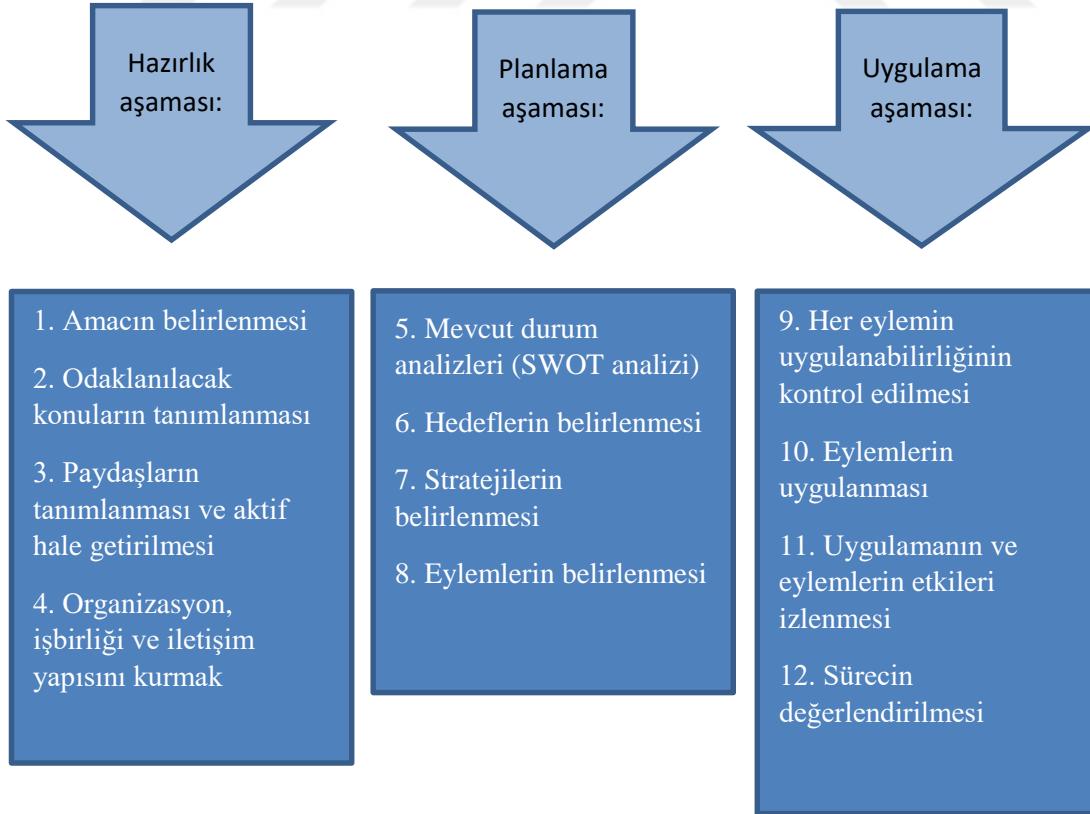 Hazırlık
aşaması:
Planlama
aşaması:
Uygulama
aşaması:
1. Amacın belirlenmesi
2. Odaklanılacak
konuların tanımlanması
3. Paydaşların
tanımlanması ve aktif
hale getirilmesi
4. Organizasyon,
işbirliği ve iletişim
yapısını kurmak
5. Mevcut durum
analizleri (SWOT analizi)
6. Hedeflerin belirlenmesi
7. Stratejilerin
belirlenmesi
8. Eylemlerin belirlenmesi
9. Her eylemin
uygulanabilirliğinin
kontrol edilmesi
10. Eylemlerin
uygulanması
11. Uygulamanın ve
eylemlerin etkileri
izlenmesi
12. Sürecin
değerlendirilmesi